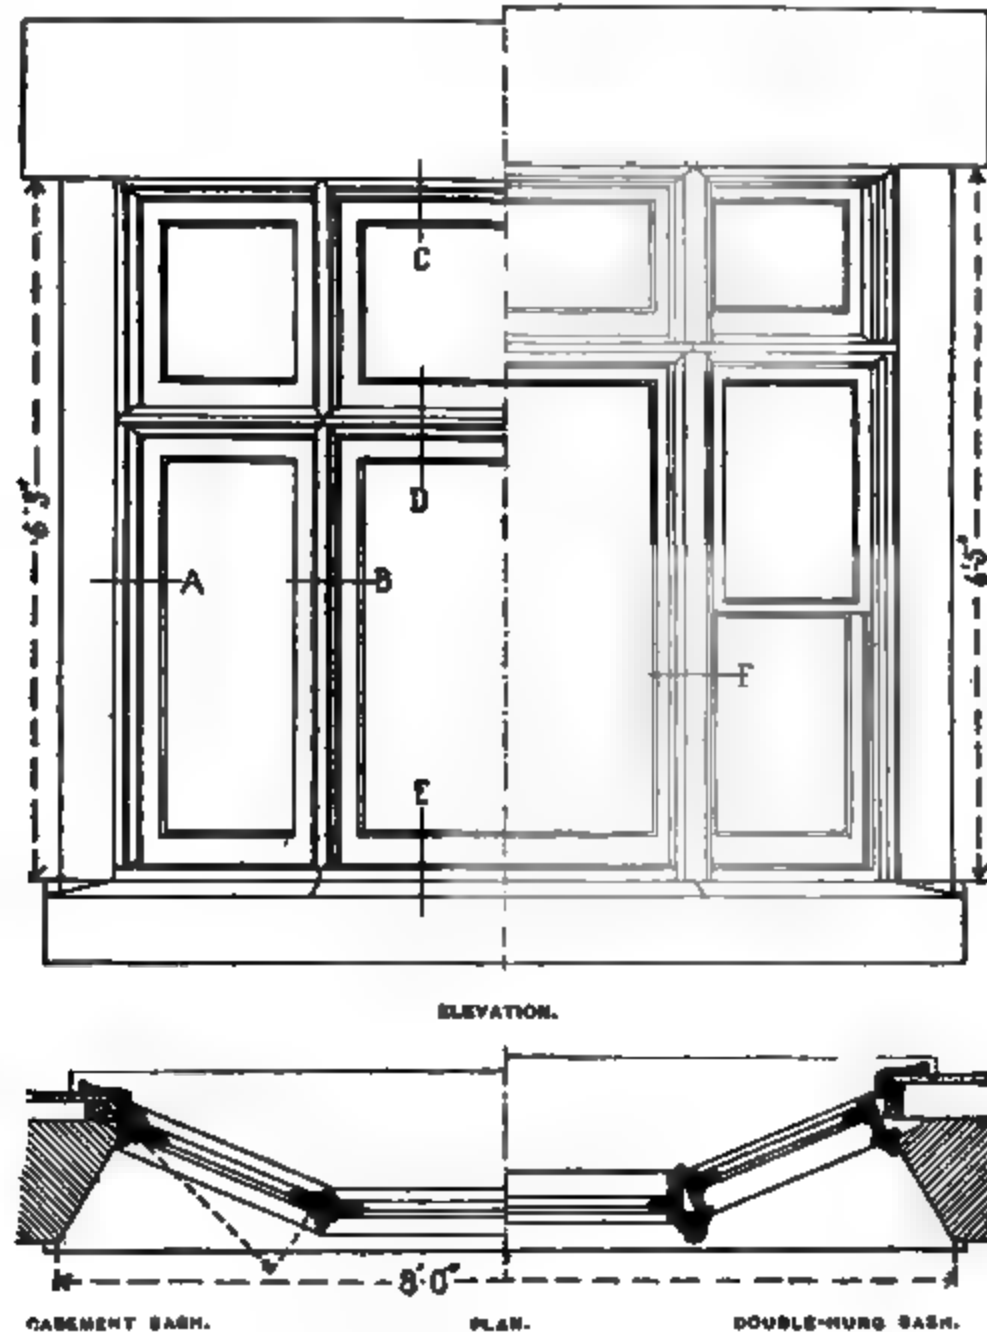 C
6'5"
6'5"
D
A
B
F
E
ELEVATION.
8'0"
CASEMENT SASH.
PLAN.
DOUBLE-HUNG SASH.